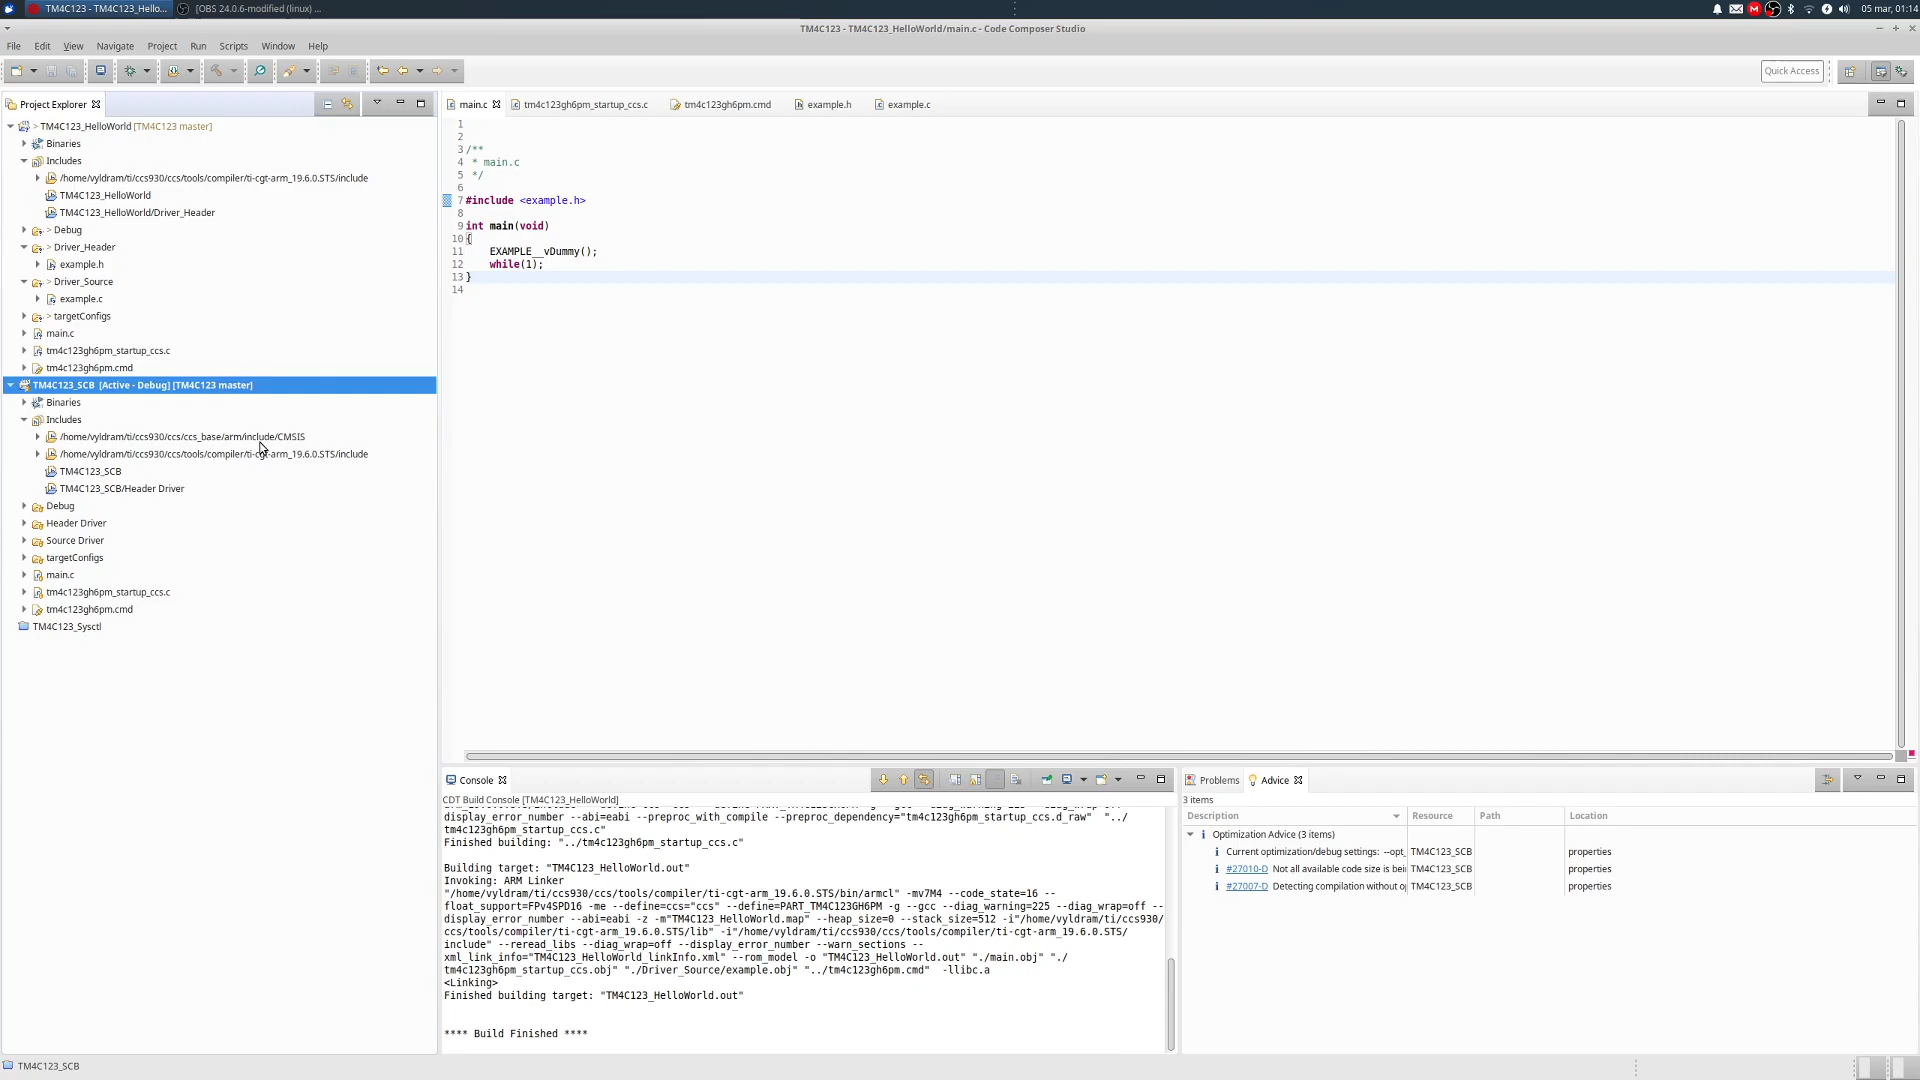 TM4C123 - TM4C123_Hello...
[OBS 24.0.6-modified (linux) ...
05 mar, 01:14
TM4C123 - TM4C123_HelloWorld/main.c - Code Composer Studio
File Edit View Navigate Project Run Scripts Window Help
Quick Access
Project Explorer
> TM4C123_HelloWorld [TM4C123 master]
Binaries
Includes
/home/vyldram/ti/ccs930/ccs/tools/compiler/ti-cgt-arm_19.6.0.STS/include
TM4C123_HelloWorld
TM4C123_HelloWorld/Driver_Header
> Debug
> Driver_Header
example.h
> Driver_Source
example.c
> targetConfigs
main.c
tm4c123gh6pm_startup_ccs.c
tm4c123gh6pm.cmd
TM4C123_SCB [Active - Debug] [TM4C123 master]
Binaries
Includes
/home/vyldram/ti/ccs930/ccs/ccs_base/arm/include/CMSIS
/home/vyldram/ti/ccs930/ccs/tools/compiler/ti-cgt-arm_19.6.0.STS/include
TM4C123_SCB
TM4C123_SCB/Header Driver
Debug
Header Driver
Source Driver
targetConfigs
main.c
tm4c123gh6pm_startup_ccs.c
tm4c123gh6pm.cmd
TM4C123_Sysctl
main.c tm4c123gh6pm_startup_ccs.c tm4c123gh6pm.cmd example.h example.c
1
2
3 /**
4 * main.c
5 */
6
7 #include <example.h>
8
9 int main(void)
10 {
11 EXAMPLE__vDummy();
12 while(1);
13 }
14
Console
CDT Build Console [TM4C123_HelloWorld]
display_error_number --abi=eabi --preproc_with_compile --preproc_dependency="tm4c123gh6pm_startup_ccs.d_raw" "../
tm4c123gh6pm_startup_ccs.c"
Finished building: "../tm4c123gh6pm_startup_ccs.c"
Building target: "TM4C123_HelloWorld.out"
Invoking: ARM Linker
"/home/vyldram/ti/ccs930/ccs/tools/compiler/ti-cgt-arm_19.6.0.STS/bin/armcl" -mv7M4 --code_state=16 --
float_support=FPv4SPD16 -me --define=ccs="ccs" --define=PART_TM4C123GH6PM -g --gcc --diag_warning=225 --diag_wrap=off --
display_error_number --abi=eabi -z -m"TM4C123_HelloWorld.map" --heap_size=0 --stack_size=512 -i"/home/vyldram/ti/ccs930/
ccs/tools/compiler/ti-cgt-arm_19.6.0.STS/lib" -i"/home/vyldram/ti/ccs930/ccs/tools/compiler/ti-cgt-arm_19.6.0.STS/
include" --reread_libs --diag_wrap=off --display_error_number --warn_sections --
xml_link_info="TM4C123_HelloWorld_linkInfo.xml" --rom_model -o "TM4C123_HelloWorld.out" "./main.obj" "./
tm4c123gh6pm_startup_ccs.obj" "./Driver_Source/example.obj" "../tm4c123gh6pm.cmd" -llibc.a
<Linking>
Finished building target: "TM4C123_HelloWorld.out"
**** Build Finished ****
Problems Advice
3 items
Description Resource Path Location
Optimization Advice (3 items)
Current optimization/debug settings: --opt_ TM4C123_SCB properties
#27010-D Not all available code size is bei TM4C123_SCB properties
#27007-D Detecting compilation without o TM4C123_SCB properties
TM4C123_SCB